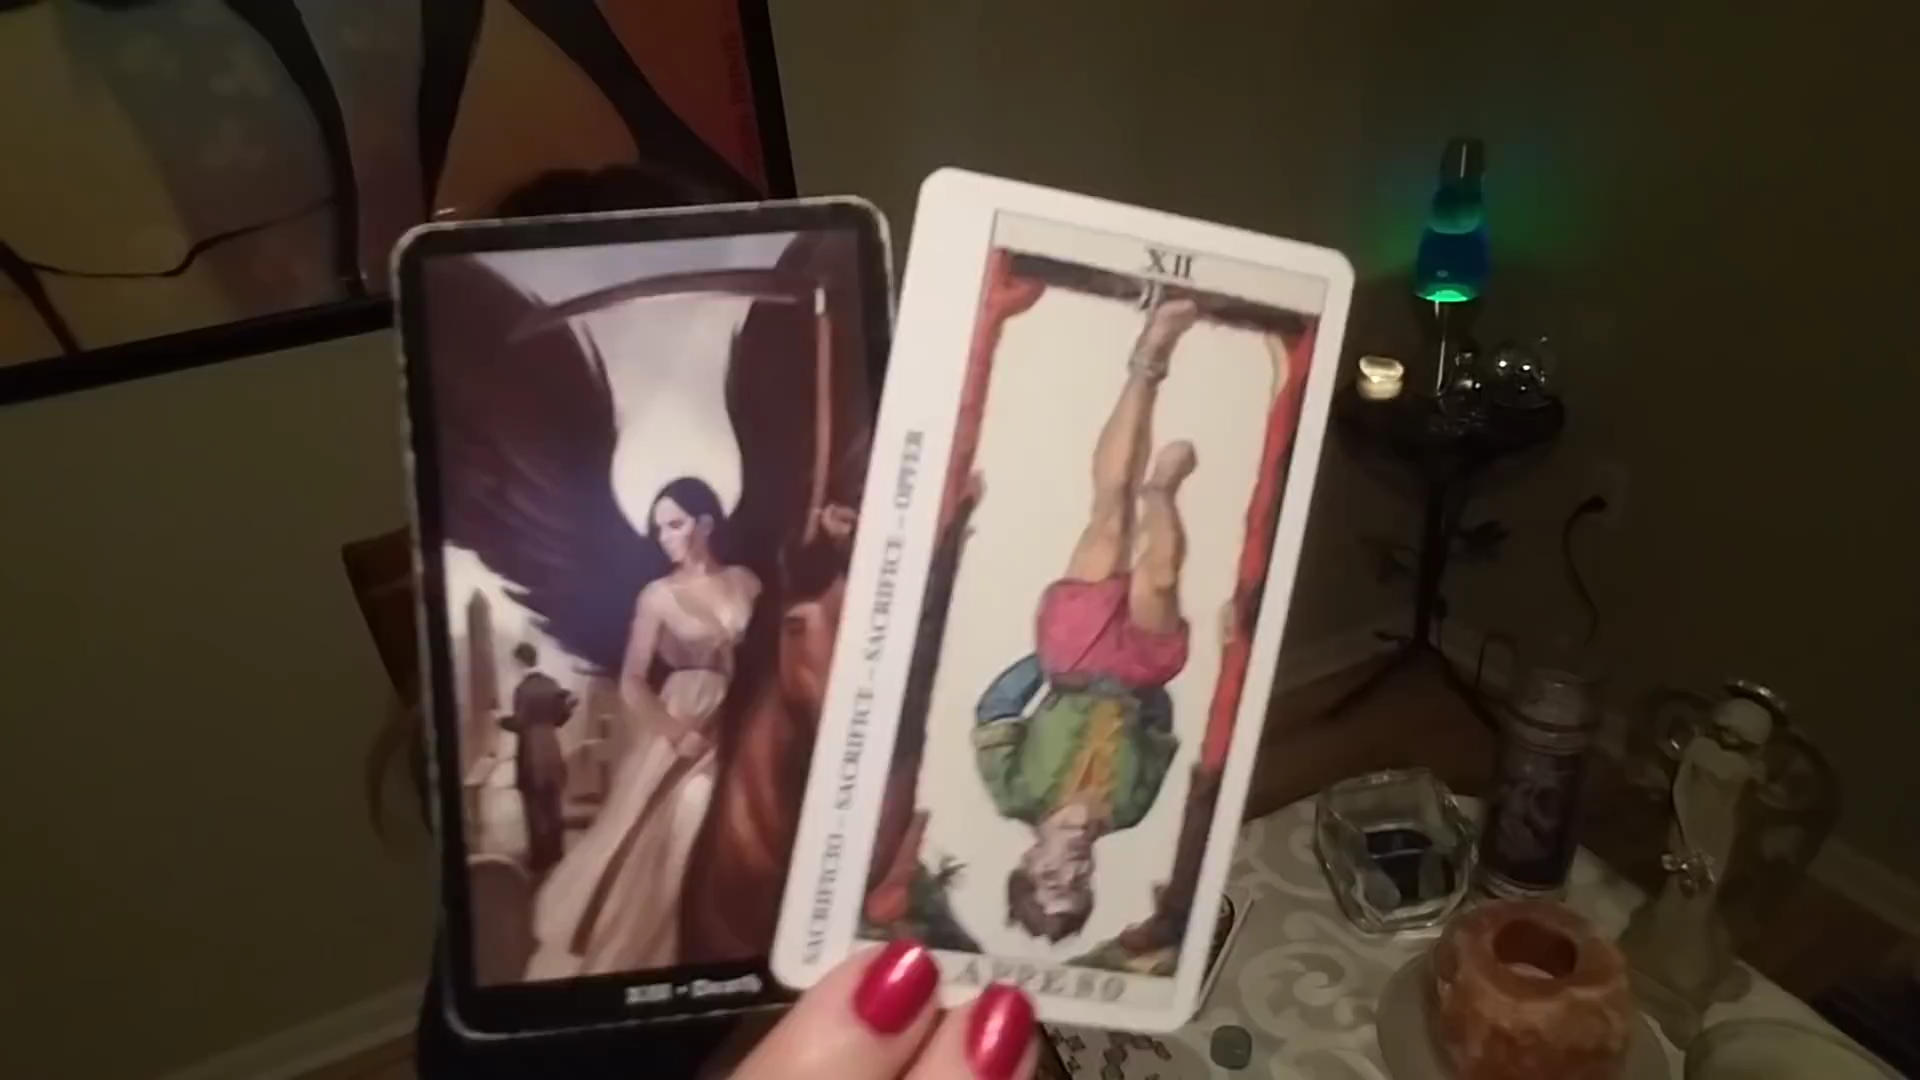 XIII - Death
XII
SACRIFICIO - SACRIFICE - SACRIFICE - OPFER
APPESO